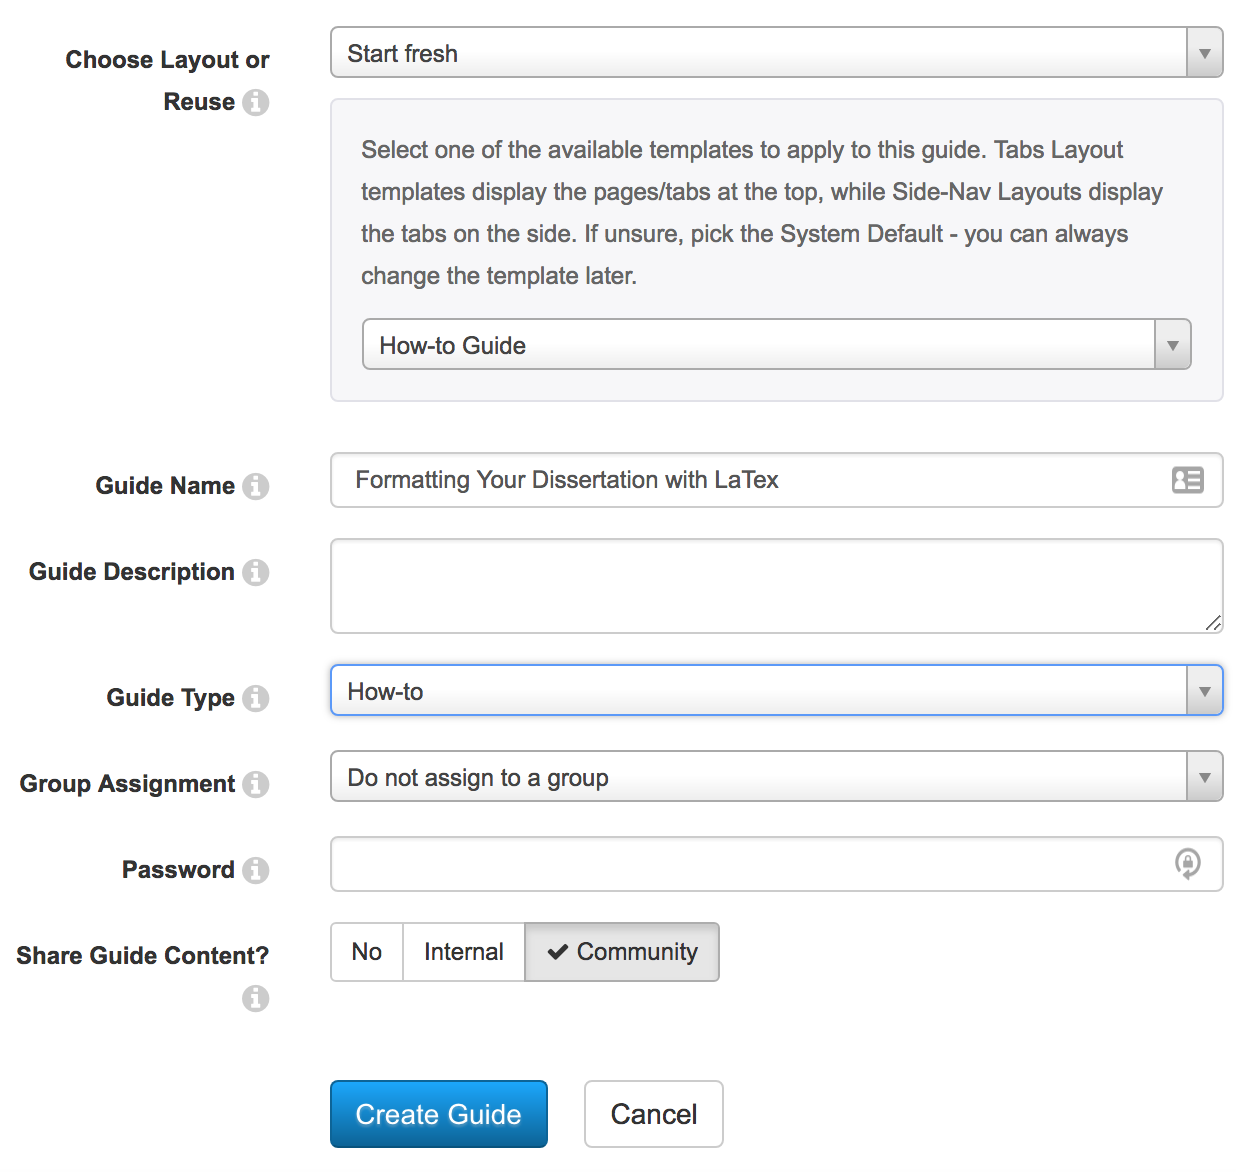 Choose Layout or
Reuse
Start fresh
Select one of the available templates to apply to this guide. Tabs Layout
templates display the pages/tabs at the top, while Side-Nav Layouts display
the tabs on the side. If unsure, pick the System Default - you can always
change the template later.
How-to Guide
Guide Name
Formatting Your Dissertation with LaTex
Guide Description
Guide Type
How-to
Group Assignment
Do not assign to a group
Password
Share Guide Content?
No Internal Community
Create Guide Cancel